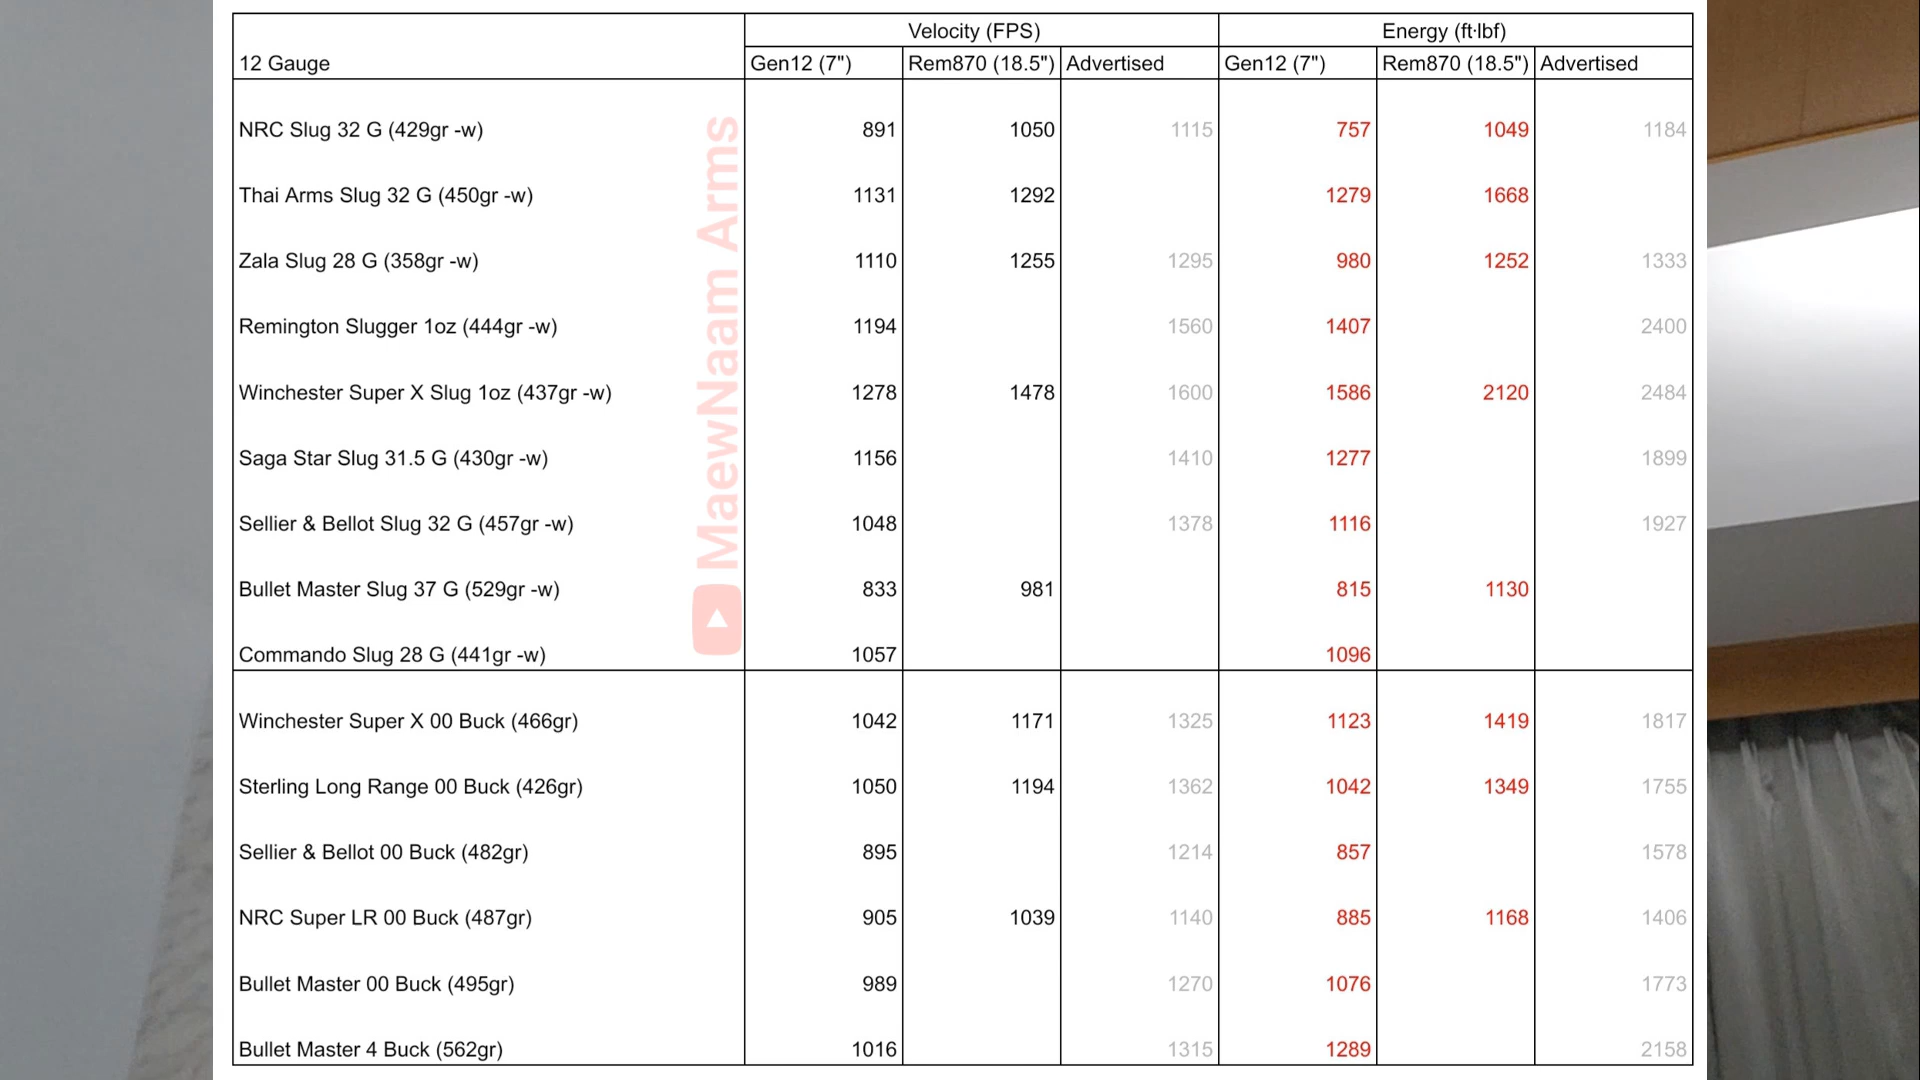 Velocity (FPS) Energy (ft·lbf)
12 Gauge Gen12 (7") Rem870 (18.5") Advertised Gen12 (7") Rem870 (18.5") Advertised
NRC Slug 32 G (429gr -w) 891 1050 1115 757 1049 1184
Thai Arms Slug 32 G (450gr -w) 1131 1292 1279 1668
Zala Slug 28 G (358gr -w) 1110 1255 1295 980 1252 1333
Remington Slugger 1oz (444gr -w) 1194 1560 1407 2400
Winchester Super X Slug 1oz (437gr -w) 1278 1478 1600 1586 2120 2484
Saga Star Slug 31.5 G (430gr -w) 1156 1410 1277 1899
Sellier & Bellot Slug 32 G (457gr -w) 1048 1378 1116 1927
Bullet Master Slug 37 G (529gr -w) 833 981 815 1130
Commando Slug 28 G (441gr -w) 1057 1096
Winchester Super X 00 Buck (466gr) 1042 1171 1325 1123 1419 1817
Sterling Long Range 00 Buck (426gr) 1050 1194 1362 1042 1349 1755
Sellier & Bellot 00 Buck (482gr) 895 1214 857 1578
NRC Super LR 00 Buck (487gr) 905 1039 1140 885 1168 1406
Bullet Master 00 Buck (495gr) 989 1270 1076 1773
Bullet Master 4 Buck (562gr) 1016 1315 1289 2158
MaewNaam Arms